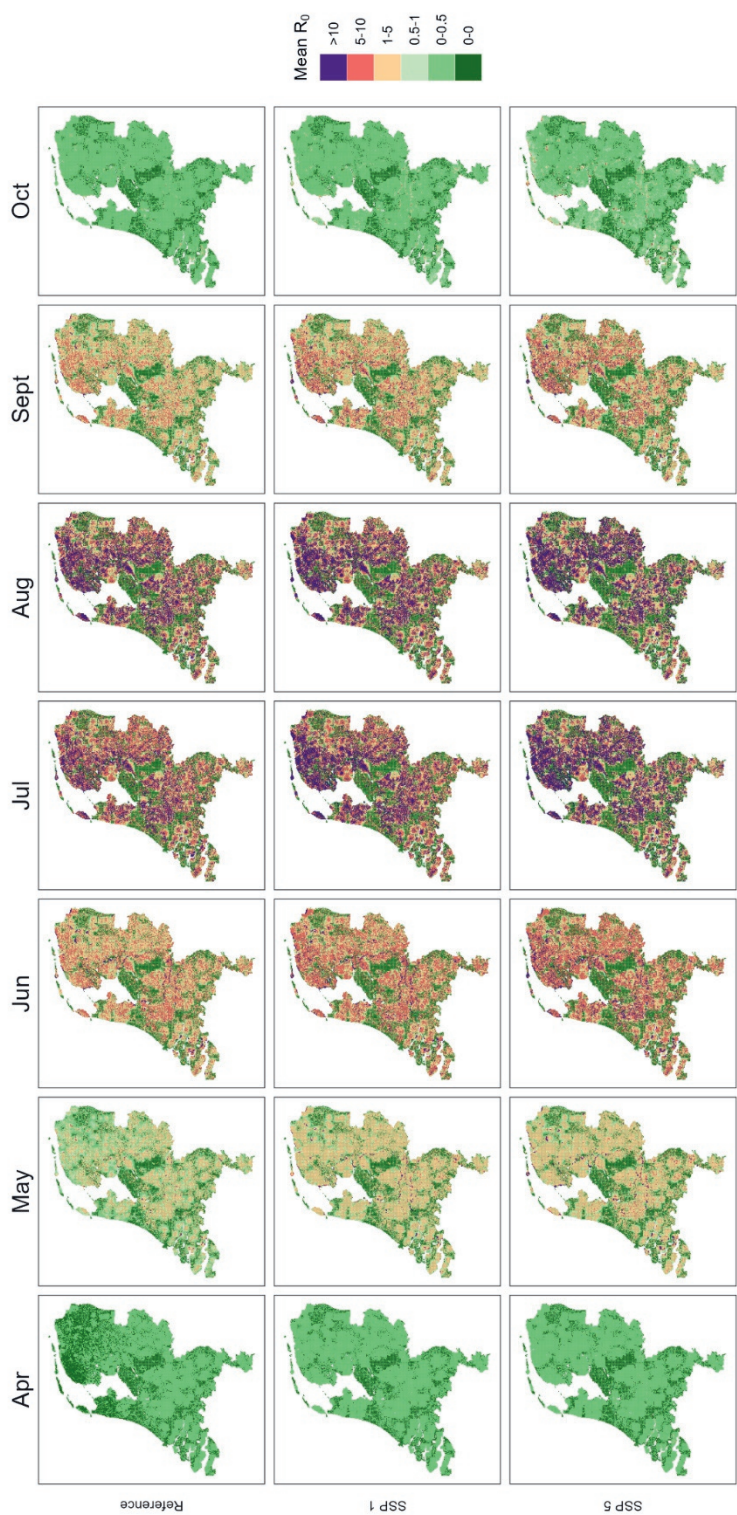 Apr
May
Jun
Jul
Aug
Sept
Oct
Reference
SSP 1
SSP 5
Mean R₀
>10
5-10
1-5
0.5-1
0-0.5
0-0